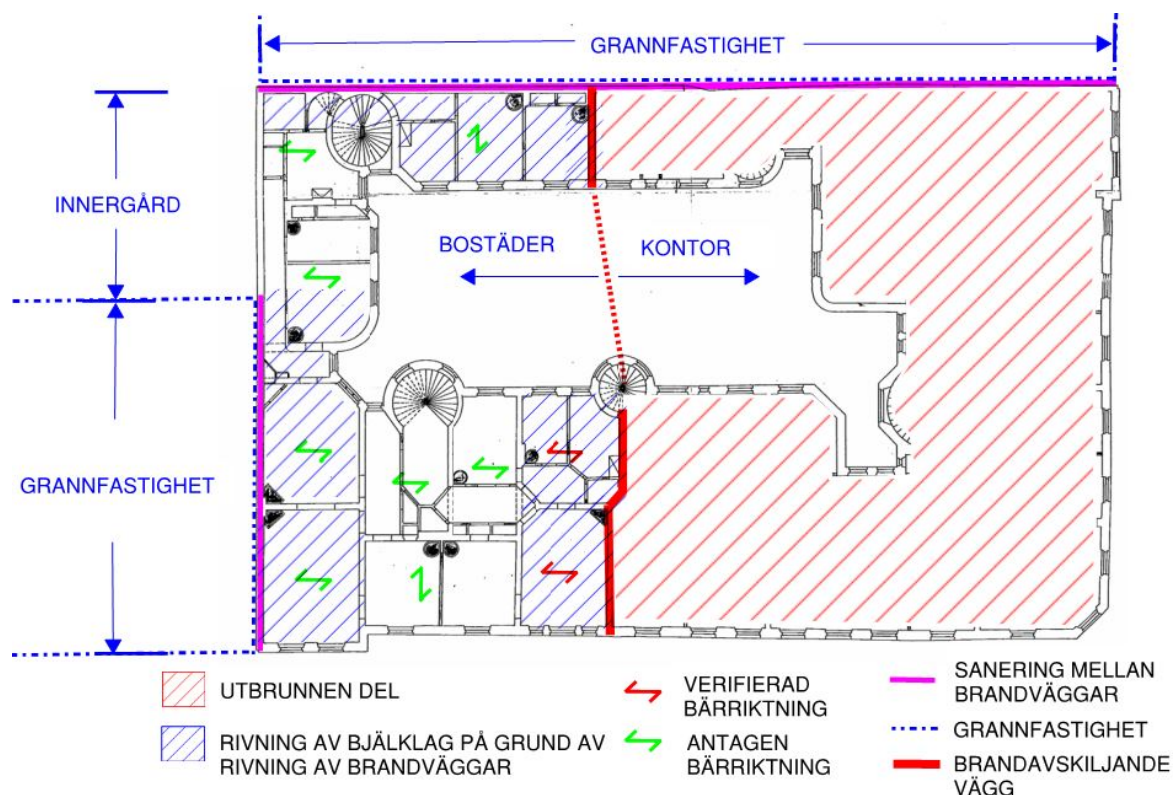 GRANNFASTIGHET
INNERGÅRD
BOSTÄDER
KONTOR
GRANNFASTIGHET
UTBRUNNEN DEL
RIVNING AV BJÄLKLAG PÅ GRUND AV
RIVNING AV BRANDVÄGGAR
VERIFIERAD
BÄRRIKTNING
ANTAGEN
BÄRRIKTNING
SANERING MELLAN
BRANDVÄGGAR
GRANNFASTIGHET
BRANDAVSKILJANDE
VÄGG